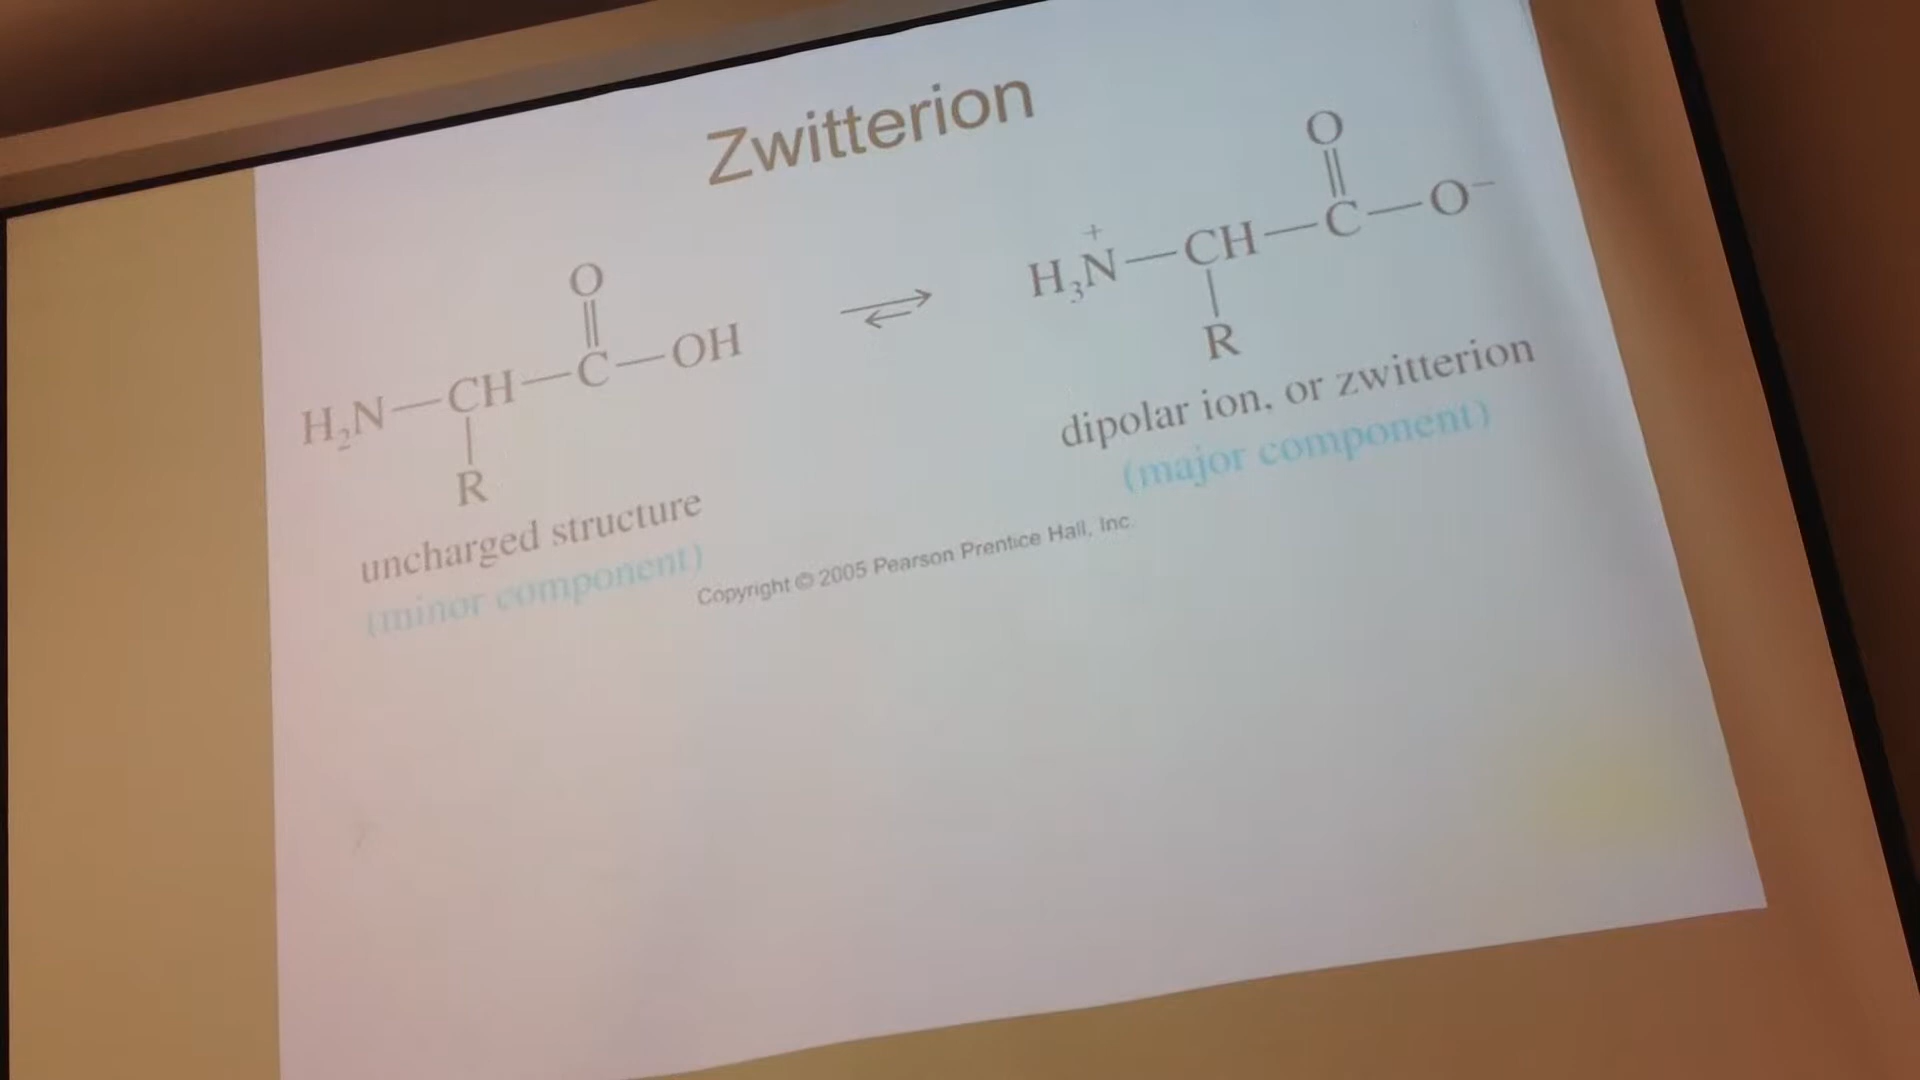 Zwitterion
O
H₂N—CH—C—OH
R
uncharged structure
(minor component)
O
H₃N⁺—CH—C—O⁻
R
dipolar ion, or zwitterion
(major component)
Copyright © 2005 Pearson Prentice Hall, Inc.